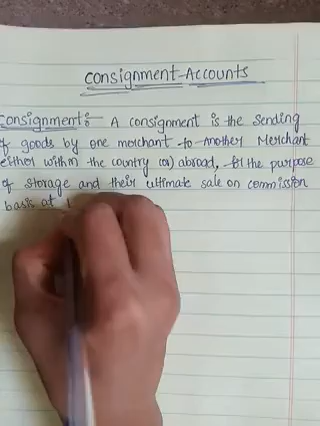 Consignment Accounts
Consignment:- A consignment is the sending
of goods by one merchant to Another Merchant
either within the country (or) abroad, for the purpose
of storage and their ultimate sale on commission
basis at